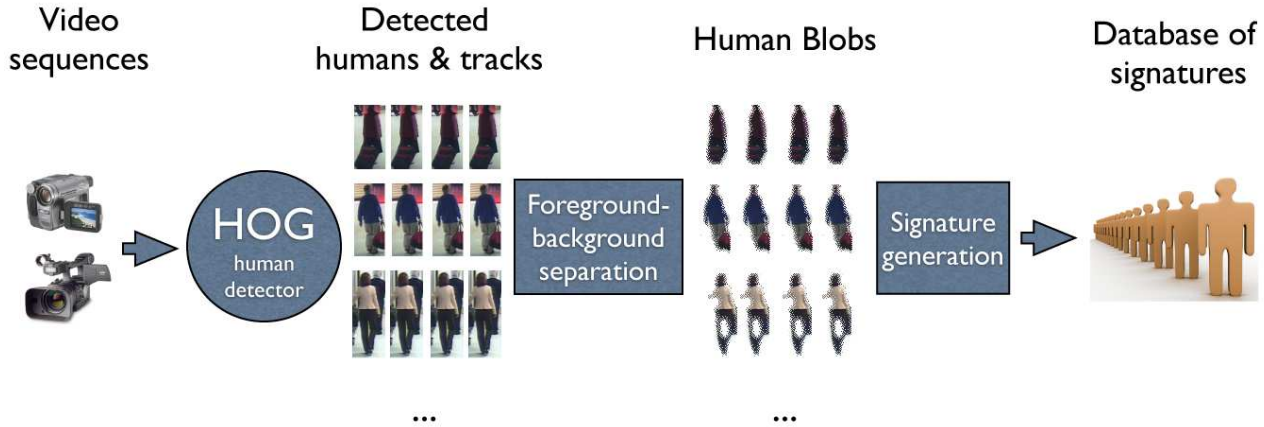 Video
sequences
Detected
humans & tracks
Human Blobs
Database of
signatures
HOG
human
detector
Foreground-
background
separation
Signature
generation
...
...